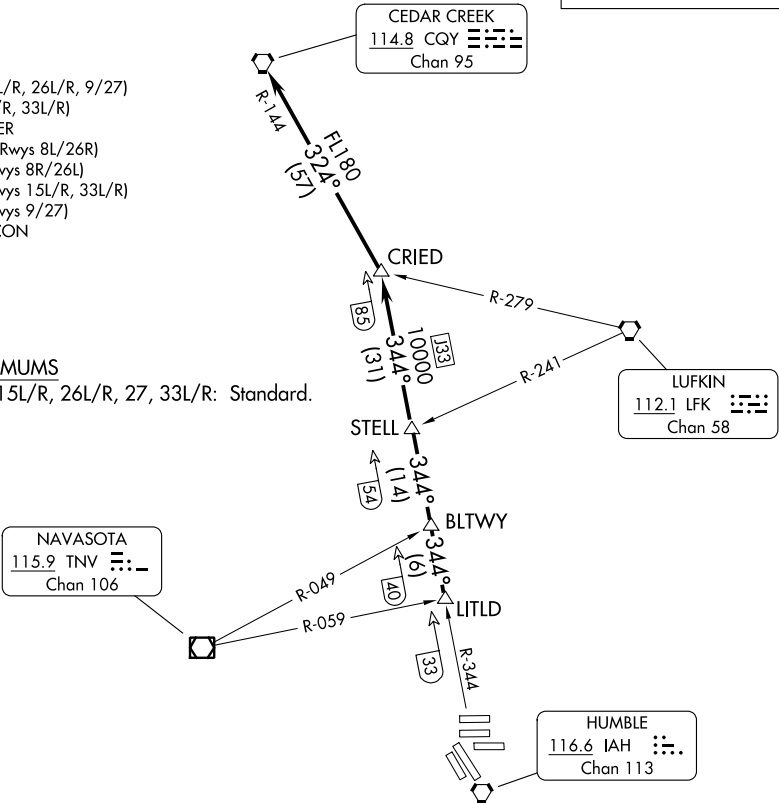 CEDAR CREEK
114.8 CQY
Chan 95
L/R, 26L/R, 9/27)
/R, 33L/R)
ER
Rwys 8L/26R)
wys 8R/26L)
wys 15L/R, 33L/R)
wys 9/27)
CON
R-144
FL180
324°
(57)
CRIED
R-279
85
J33
10000
344°
(31)
MUMS
15L/R, 26L/R, 27, 33L/R: Standard.
R-241
LUFKIN
112.1 LFK
Chan 58
STELL
54
344°
(14)
BLTWY
NAVASOTA
115.9 TNV
Chan 106
R-049
40
344°
(6)
R-059
LITLD
33
R-344
HUMBLE
116.6 IAH
Chan 113